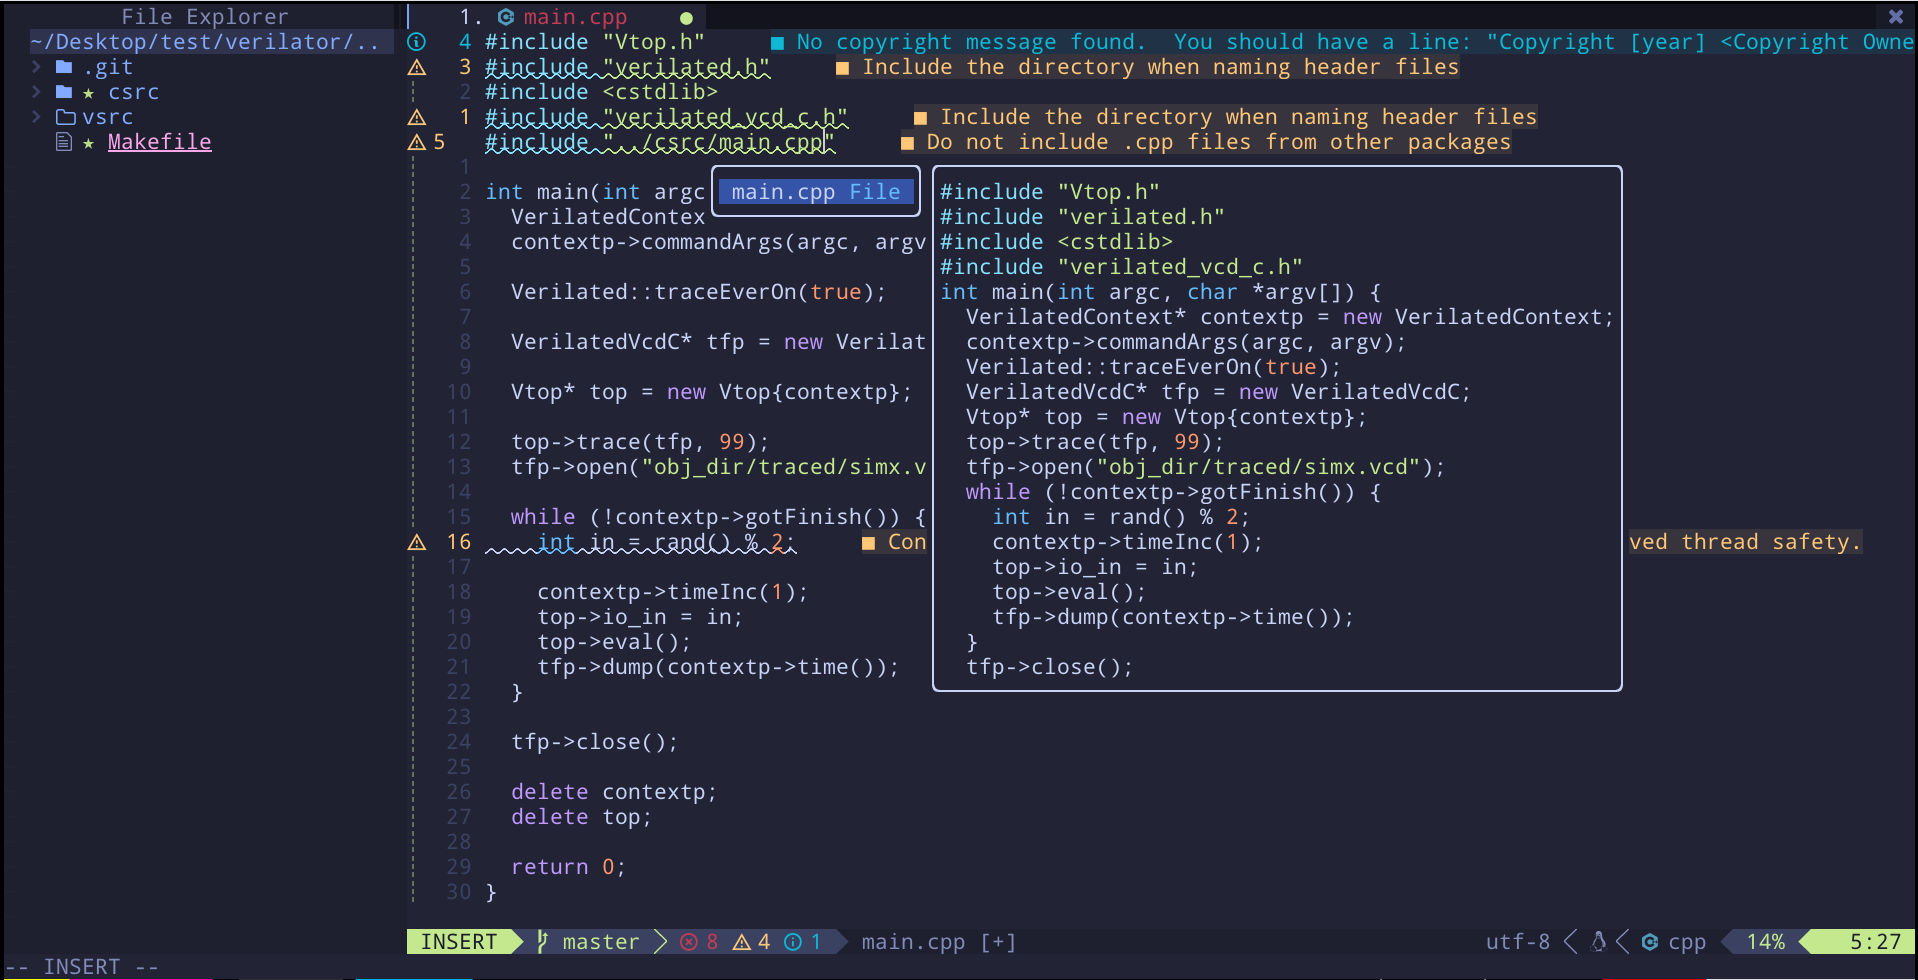 File Explorer
~/Desktop/test/verilator/..
.git
★ csrc
vsrc
★ Makefile
1. main.cpp ●
4 #include "Vtop.h" ■ No copyright message found.  You should have a line: "Copyright [year] <Copyright Owne
3 #include "verilated.h" ■ Include the directory when naming header files
2 #include <cstdlib>
1 #include "verilated_vcd_c.h" ■ Include the directory when naming header files
5 #include "../csrc/main.cpp" ■ Do not include .cpp files from other packages
1
2 int main(int argc
3 VerilatedContex
4 contextp->commandArgs(argc, argv
5
6 Verilated::traceEverOn(true);
7
8 VerilatedVcdC* tfp = new Verilat
9
10 Vtop* top = new Vtop{contextp};
11
12 top->trace(tfp, 99);
13 tfp->open("obj_dir/traced/simx.v
14
15 while (!contextp->gotFinish()) {
16 int in = rand() % 2; ■ Con ved thread safety.
17
18 contextp->timeInc(1);
19 top->io_in = in;
20 top->eval();
21 tfp->dump(contextp->time());
22 }
23
24 tfp->close();
25
26 delete contextp;
27 delete top;
28
29 return 0;
30 }
main.cpp File
#include "Vtop.h"
#include "verilated.h"
#include <cstdlib>
#include "verilated_vcd_c.h"
int main(int argc, char *argv[]) {
VerilatedContext* contextp = new VerilatedContext;
contextp->commandArgs(argc, argv);
Verilated::traceEverOn(true);
VerilatedVcdC* tfp = new VerilatedVcdC;
Vtop* top = new Vtop{contextp};
top->trace(tfp, 99);
tfp->open("obj_dir/traced/simx.vcd");
while (!contextp->gotFinish()) {
int in = rand() % 2;
contextp->timeInc(1);
top->io_in = in;
top->eval();
tfp->dump(contextp->time());
}
tfp->close();
INSERT master 8 4 1 main.cpp [+] utf-8 cpp 14% 5:27
-- INSERT --